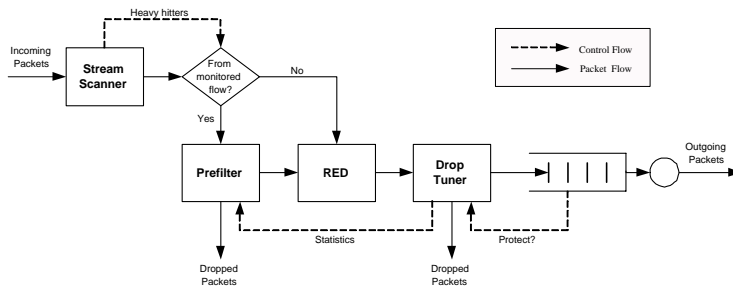 Heavy hitters
Incoming
Packets
Stream
Scanner
From
monitored
flow?
No
Yes
Control Flow
Packet Flow
Prefilter
RED
Drop
Tuner
Outgoing
Packets
Statistics
Protect?
Dropped
Packets
Dropped
Packets